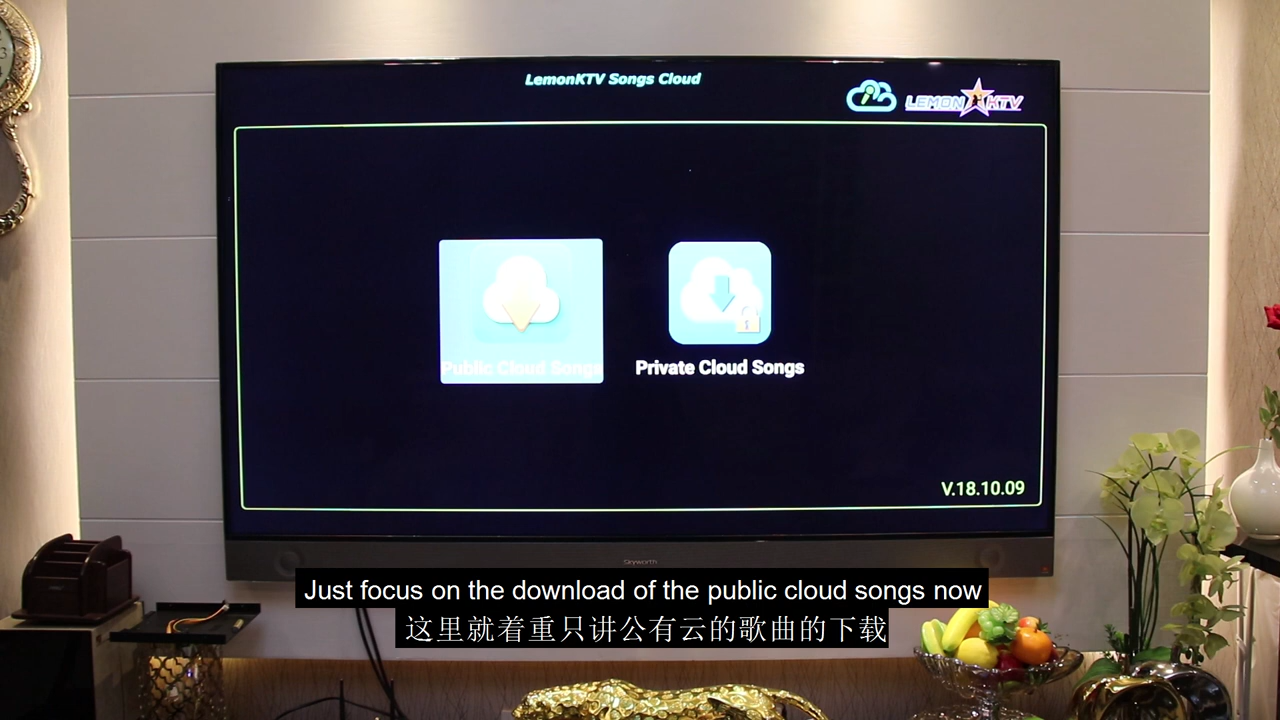 LemonKTV Songs Cloud
LEMON KTV
Public Cloud Songs
Private Cloud Songs
V.18.10.09
Skyworth
Just focus on the download of the public cloud songs now
这里就着重只讲公有云的歌曲的下载